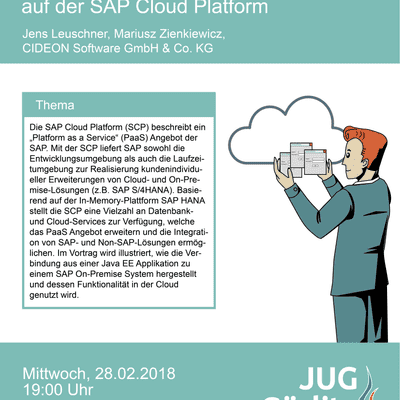 auf der SAP Cloud Platform
Jens Leuschner, Mariusz Zienkiewicz,
CIDEON Software GmbH & Co. KG
Thema
Die SAP Cloud Platform (SCP) beschreibt ein
„Platform as a Service“ (PaaS) Angebot der
SAP. Mit der SCP liefert SAP sowohl die
Entwicklungsumgebung als auch die Laufzei-
tumgebung zur Realisierung kundenindividu-
eller Erweiterungen von Cloud- und On-Pre-
mise-Lösungen (z.B. SAP S/4HANA). Basie-
rend auf der In-Memory-Plattform SAP HANA
stellt die SCP eine Vielzahl an Datenbank-
und Cloud-Services zur Verfügung, welche
das PaaS Angebot erweitern und die Integrati-
on von SAP- und Non-SAP-Lösungen ermög-
lichen. Im Vortrag wird illustriert, wie die Ver-
bindung aus einer Java EE Applikation zu
einem SAP On-Premise System hergestellt
und dessen Funktionalität in der Cloud
genutzt wird.
Mittwoch, 28.02.2018
19:00 Uhr
JUG